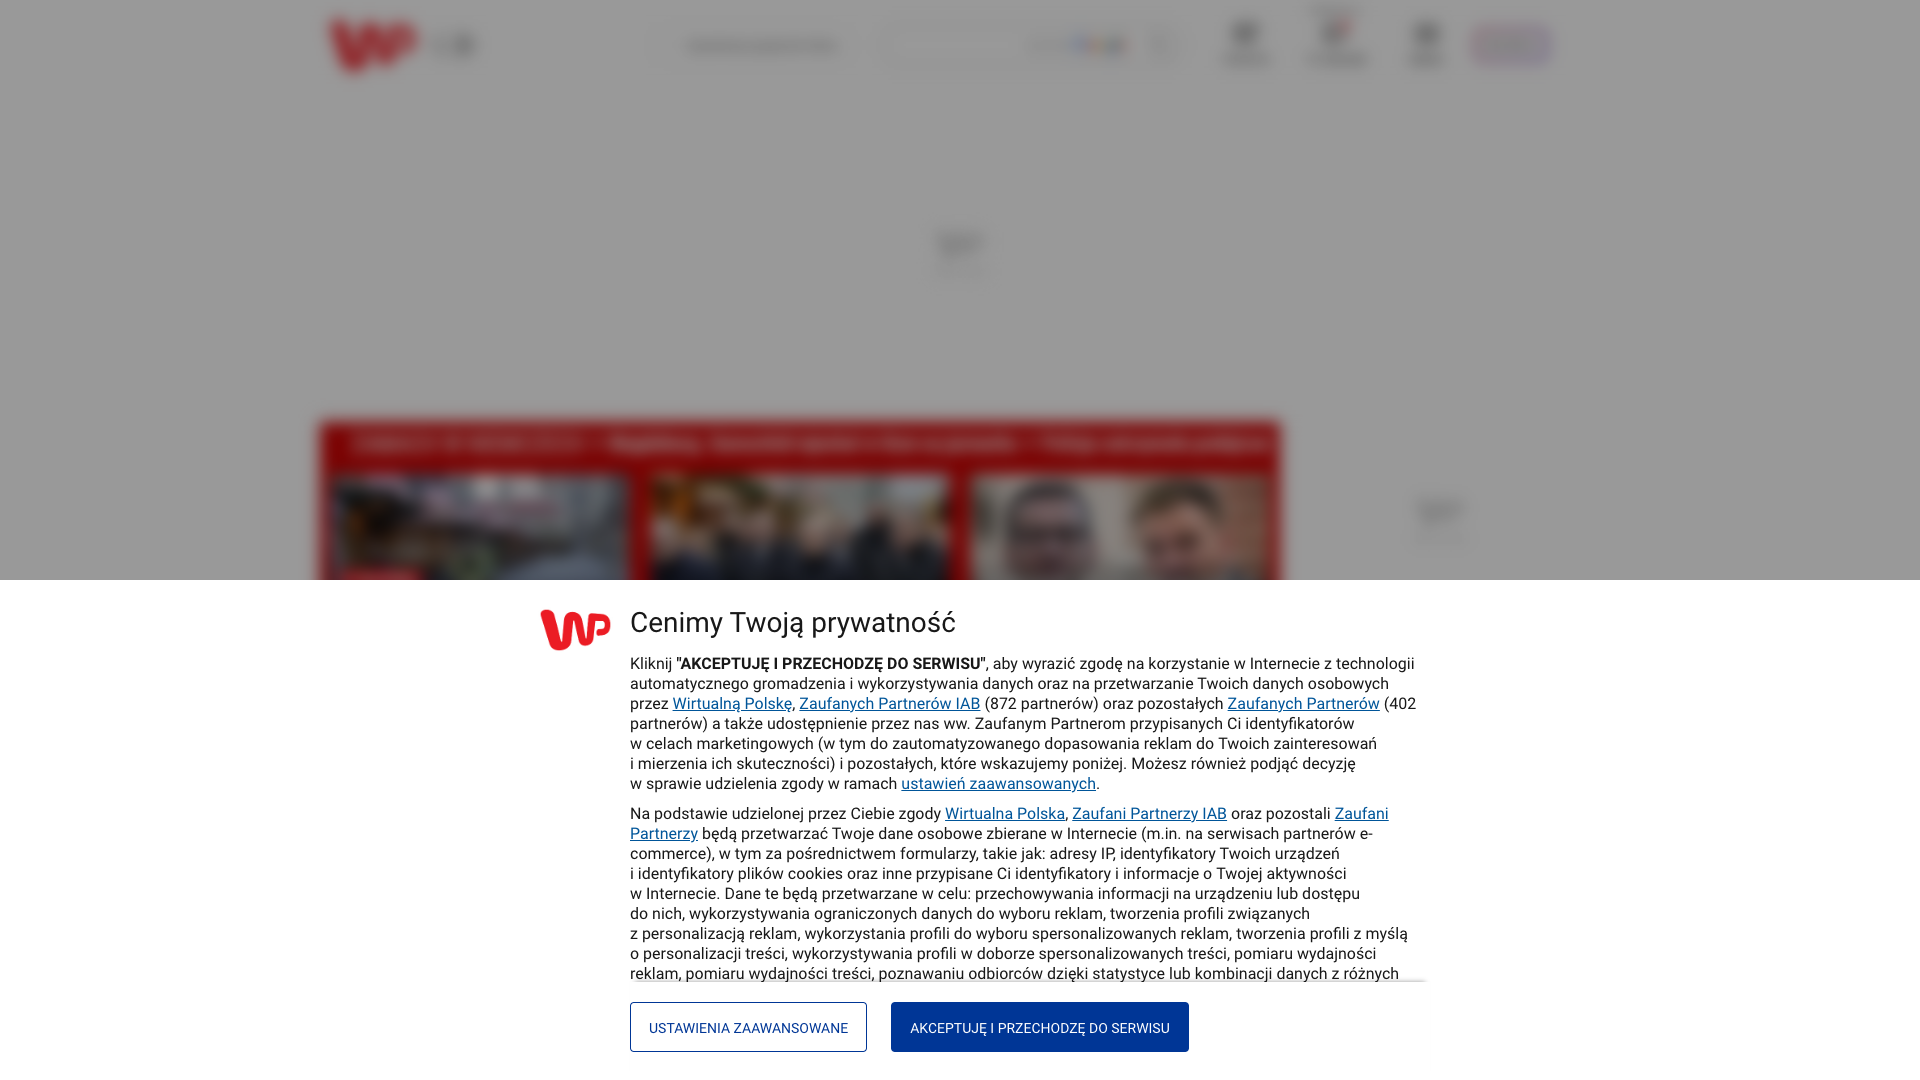 Cenimy Twoją prywatność
Kliknij "AKCEPTUJĘ I PRZECHODZĘ DO SERWISU", aby wyrazić zgodę na korzystanie w Internecie z technologii
automatycznego gromadzenia i wykorzystywania danych oraz na przetwarzanie Twoich danych osobowych
przez Wirtualną Polskę, Zaufanych Partnerów IAB (872 partnerów) oraz pozostałych Zaufanych Partnerów (402
partnerów) a także udostępnienie przez nas ww. Zaufanym Partnerom przypisanych Ci identyfikatorów
w celach marketingowych (w tym do zautomatyzowanego dopasowania reklam do Twoich zainteresowań
i mierzenia ich skuteczności) i pozostałych, które wskazujemy poniżej. Możesz również podjąć decyzję
w sprawie udzielenia zgody w ramach ustawień zaawansowanych.
Na podstawie udzielonej przez Ciebie zgody Wirtualna Polska, Zaufani Partnerzy IAB oraz pozostali Zaufani
Partnerzy będą przetwarzać Twoje dane osobowe zbierane w Internecie (m.in. na serwisach partnerów e-
commerce), w tym za pośrednictwem formularzy, takie jak: adresy IP, identyfikatory Twoich urządzeń
i identyfikatory plików cookies oraz inne przypisane Ci identyfikatory i informacje o Twojej aktywności
w Internecie. Dane te będą przetwarzane w celu: przechowywania informacji na urządzeniu lub dostępu
do nich, wykorzystywania ograniczonych danych do wyboru reklam, tworzenia profili związanych
z personalizacją reklam, wykorzystania profili do wyboru spersonalizowanych reklam, tworzenia profili z myślą
o personalizacji treści, wykorzystywania profili w doborze spersonalizowanych treści, pomiaru wydajności
reklam, pomiaru wydajności treści, poznawaniu odbiorców dzięki statystyce lub kombinacji danych z różnych
USTAWIENIA ZAAWANSOWANE
AKCEPTUJĘ I PRZECHODZĘ DO SERWISU